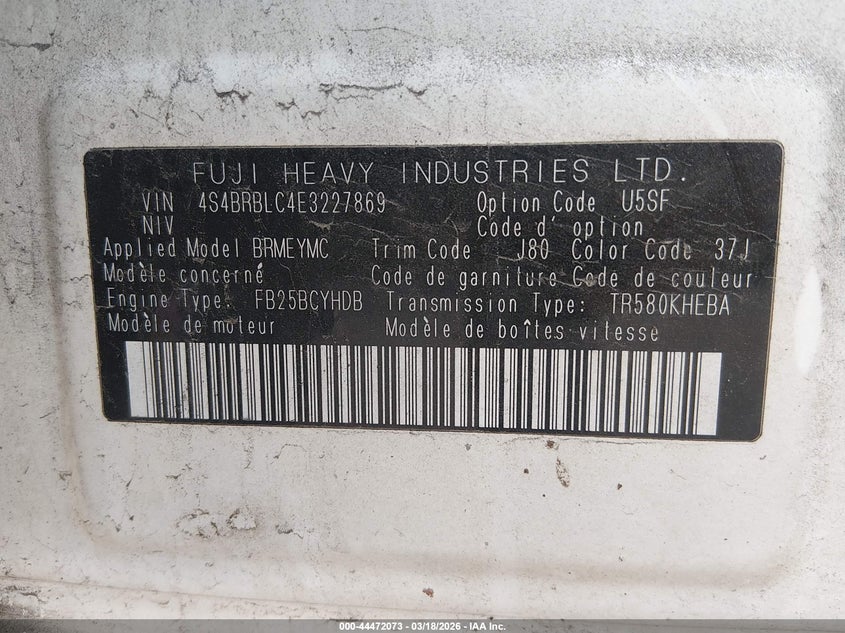 FUJI HEAVY INDUSTRIES LTD.
VIN 4S4BRBLC4E3227869 Option Code U5SF
NIV Code d' option
Applied Model BRMEYMC Trim Code J80 Color Code 37J
Modèle concerné Code de garniture Code de couleur
Engine Type: FB25BCYHDB Transmission Type: TR580KHEBA
Modèle de moteur Modèle de boîtes vitesse
000-44472073 — 03/18/2026 — IAA Inc.